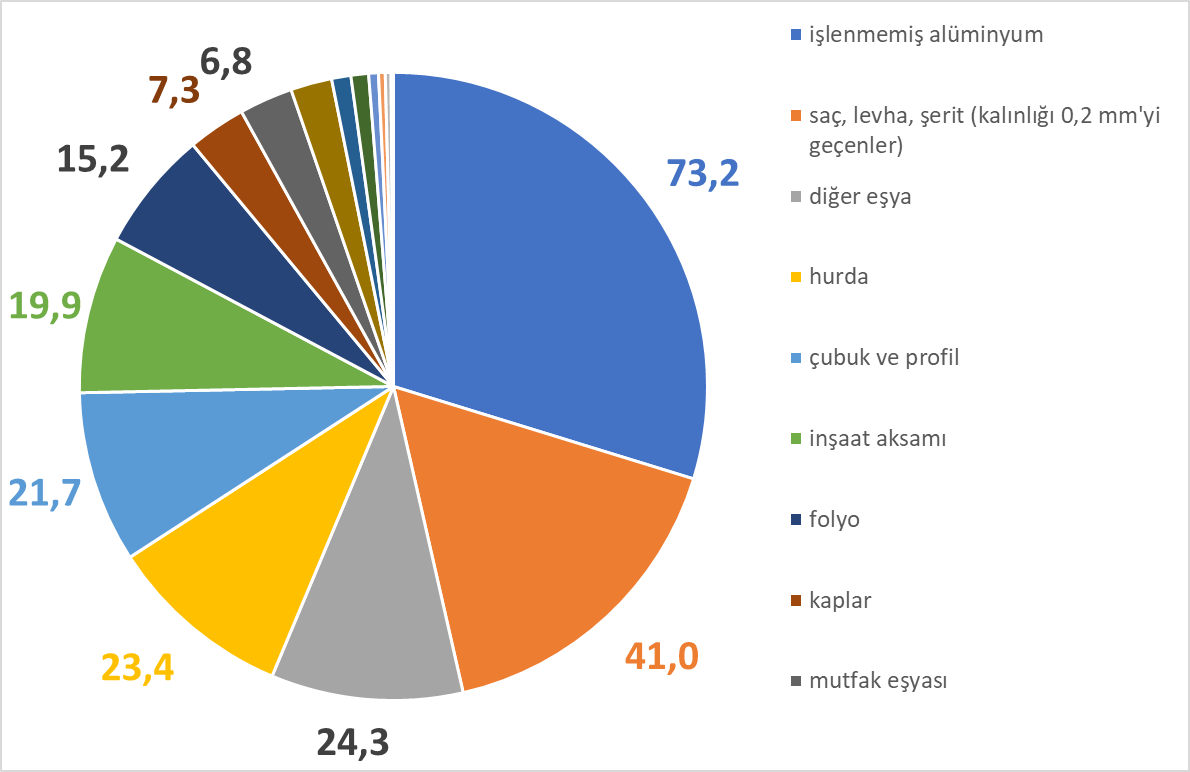 işlenmemiş alüminyum
saç, levha, şerit (kalınlığı 0,2 mm'yi
geçenler)
diğer eşya
hurda
çubuk ve profil
inşaat aksamı
folyo
kaplar
mutfak eşyası
73,2
41,0
24,3
23,4
21,7
19,9
15,2
7,3
6,8